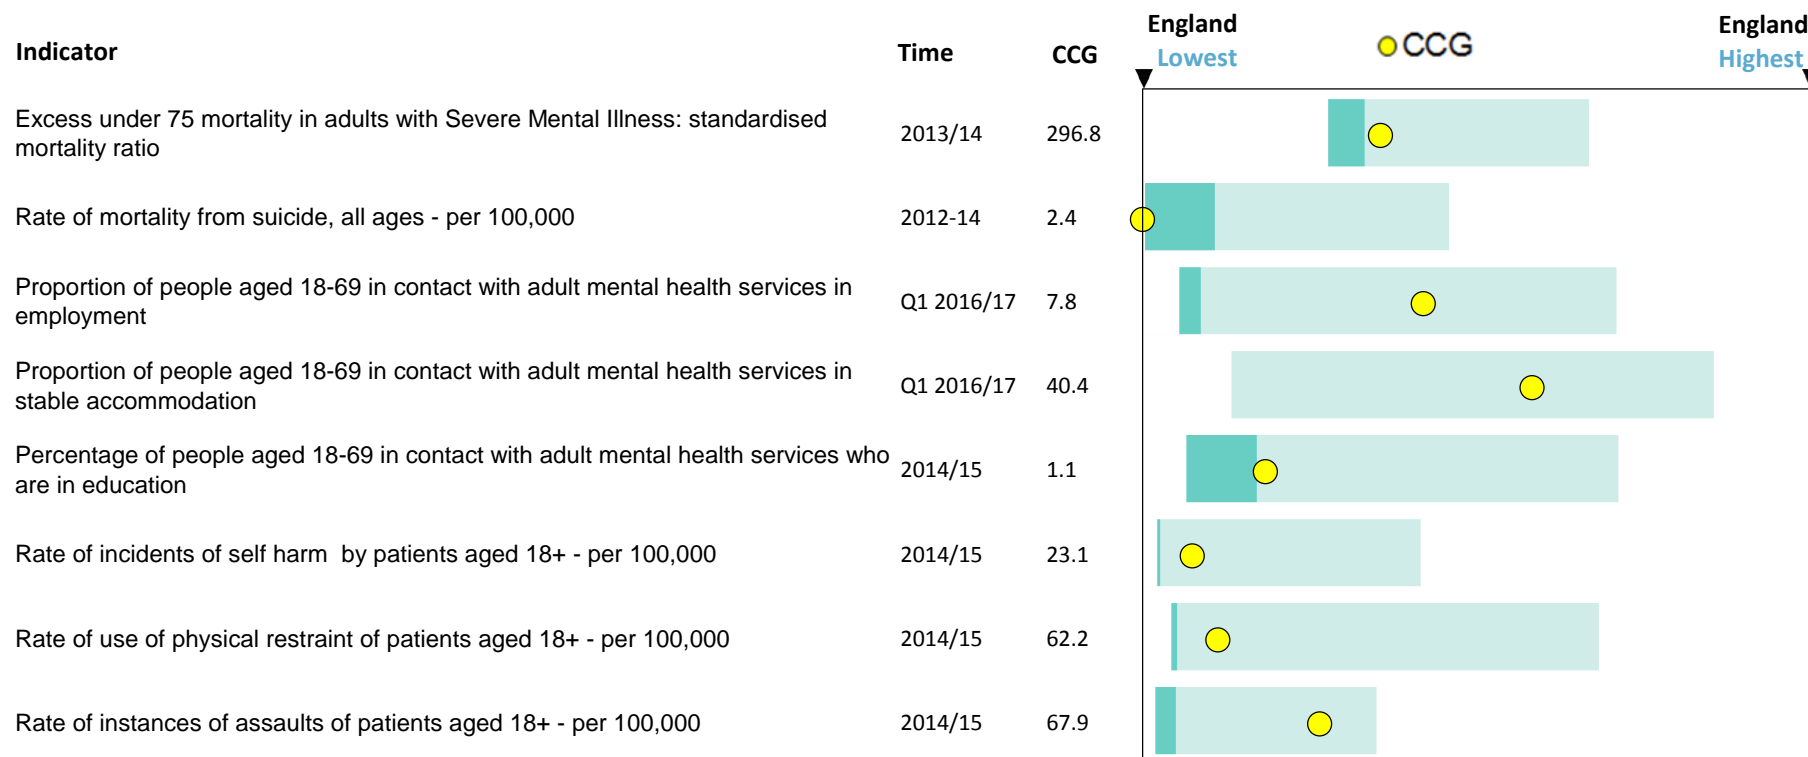 Indicator Time CCG England Lowest CCG England Highest
Excess under 75 mortality in adults with Severe Mental Illness: standardised
mortality ratio
2013/14 296.8
Rate of mortality from suicide, all ages - per 100,000 2012-14 2.4
Proportion of people aged 18-69 in contact with adult mental health services in
employment
Q1 2016/17 7.8
Proportion of people aged 18-69 in contact with adult mental health services in
stable accommodation
Q1 2016/17 40.4
Percentage of people aged 18-69 in contact with adult mental health services who
are in education
2014/15 1.1
Rate of incidents of self harm  by patients aged 18+ - per 100,000 2014/15 23.1
Rate of use of physical restraint of patients aged 18+ - per 100,000 2014/15 62.2
Rate of instances of assaults of patients aged 18+ - per 100,000 2014/15 67.9